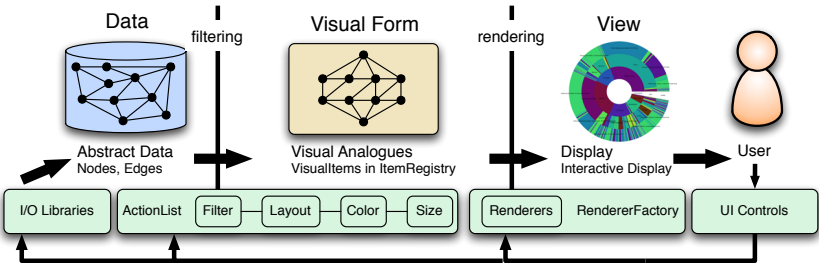 Data
Visual Form
View
filtering
rendering
Abstract Data
Nodes, Edges
Visual Analogues
VisualItems in ItemRegistry
Display
Interactive Display
User
I/O Libraries
ActionList
Filter
Layout
Color
Size
Renderers
RendererFactory
UI Controls